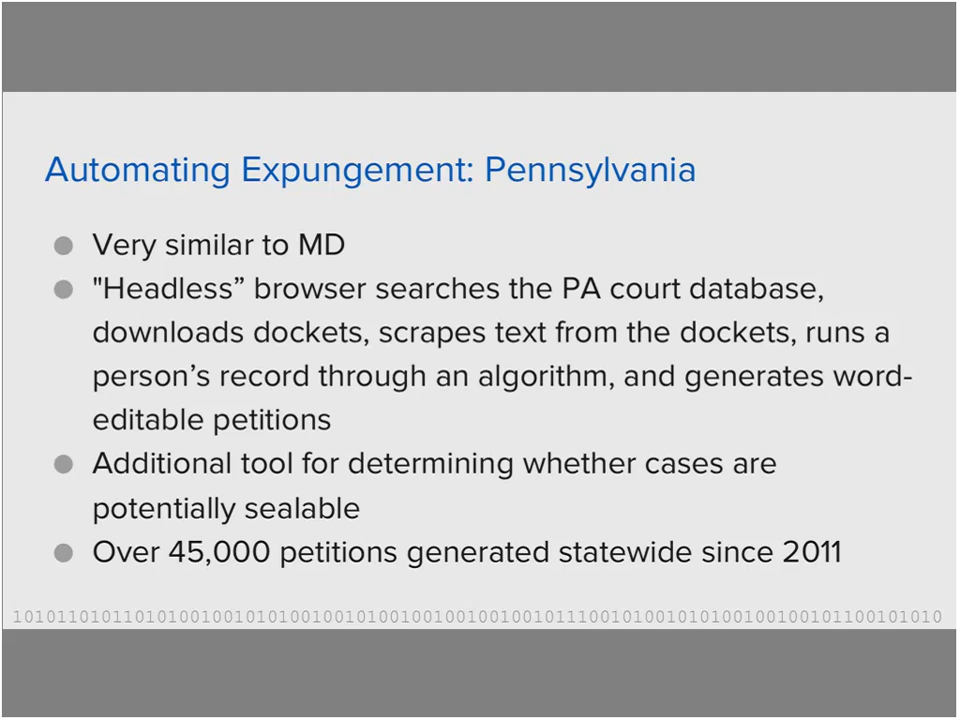 Automating Expungement: Pennsylvania
Very similar to MD
"Headless” browser searches the PA court database,
downloads dockets, scrapes text from the dockets, runs a
person’s record through an algorithm, and generates word-
editable petitions
Additional tool for determining whether cases are
potentially sealable
Over 45,000 petitions generated statewide since 2011
101011010110101001001010100100101001001001001001011100101001010100100100101100101010